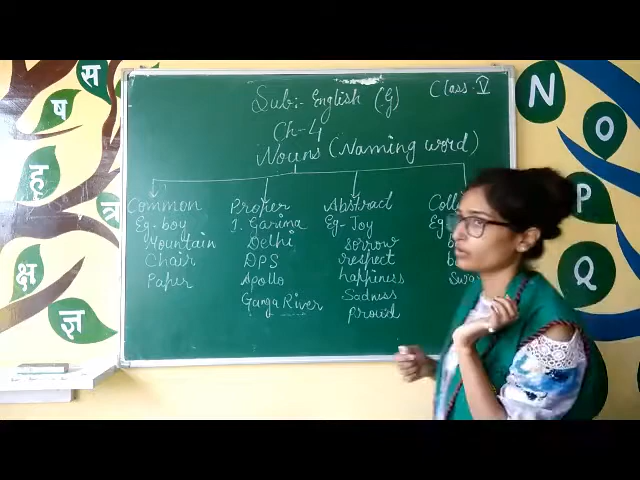 Sub:- English (G)
Class-V
Ch-4
Nouns (Naming word)
Common
Eg- boy
Mountain
Chair
Paper
Proper
1. Garima
Delhi
DPS
Apollo
Ganga River
Abstract
Eg- Joy
sorrow
respect
happiness
Sadness
Proud
स
ष
ह
त्र
क्ष
ज्ञ
N
O
P
Q